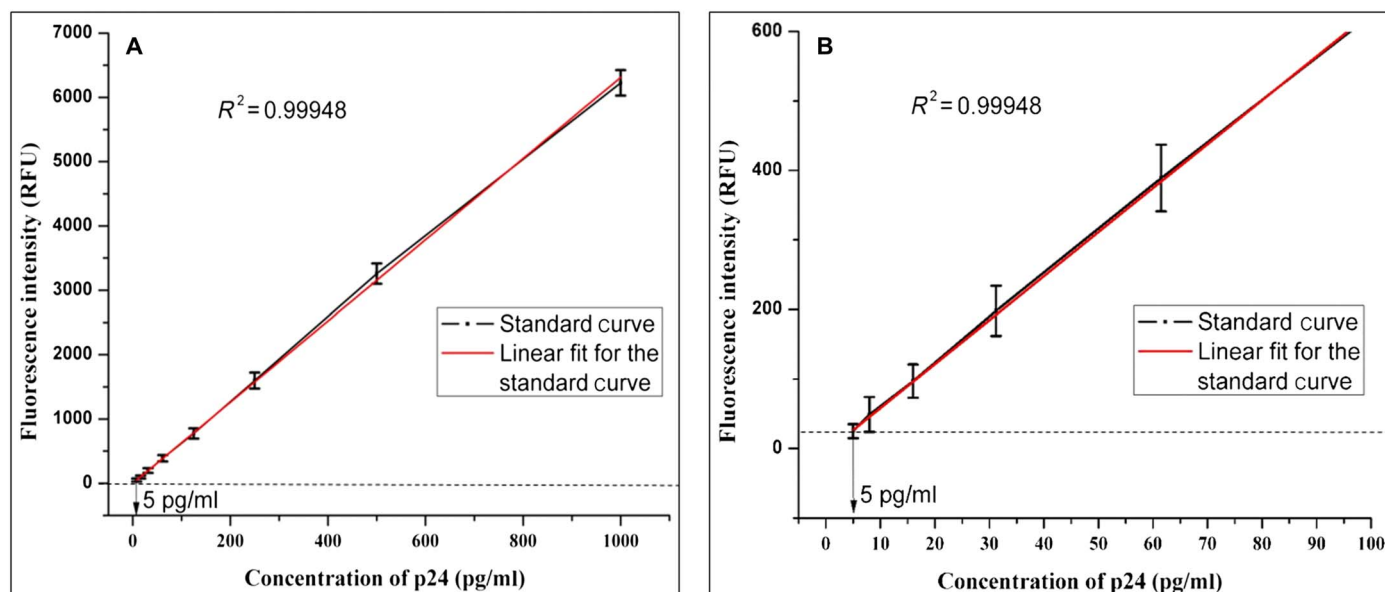 A
R² = 0.99948
7000
6000
5000
4000
3000
2000
1000
0
Fluorescence intensity (RFU)
Standard curve
Linear fit for the
standard curve
5 pg/ml
0 200 400 600 800 1000
Concentration of p24 (pg/ml)
B
R² = 0.99948
600
400
200
0
Fluorescence intensity (RFU)
Standard curve
Linear fit for the
standard curve
5 pg/ml
0 10 20 30 40 50 60 70 80 90 100
Concentration of p24 (pg/ml)